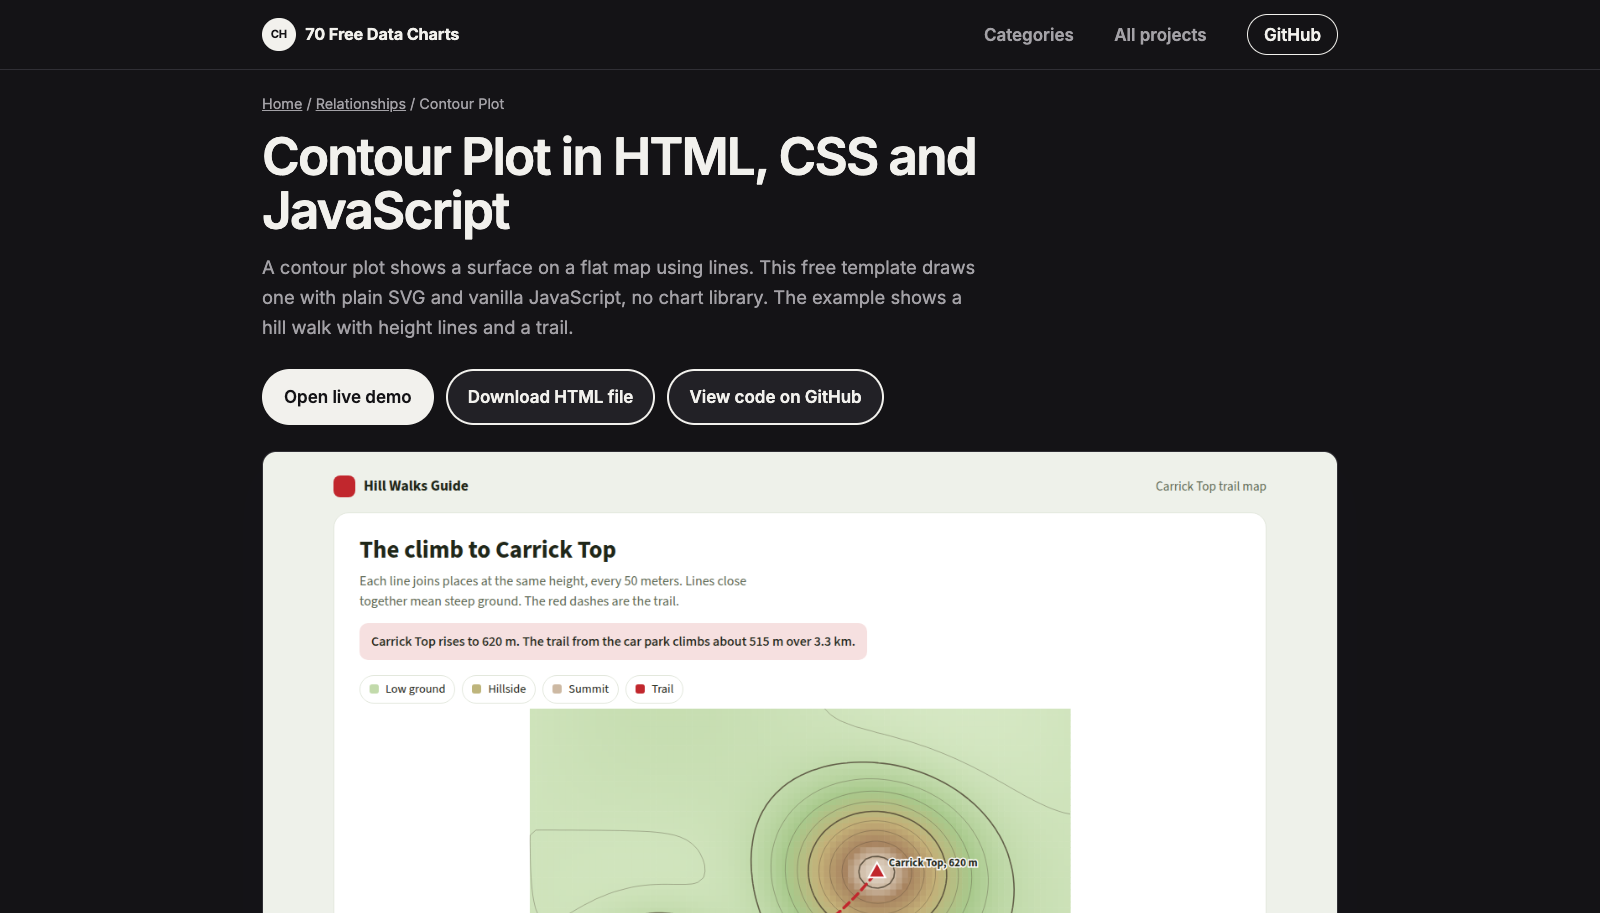 CH 70 Free Data Charts
Categories
All projects
GitHub
Home / Relationships / Contour Plot
Contour Plot in HTML, CSS and
JavaScript
A contour plot shows a surface on a flat map using lines. This free template draws
one with plain SVG and vanilla JavaScript, no chart library. The example shows a
hill walk with height lines and a trail.
Open live demo
Download HTML file
View code on GitHub
Hill Walks Guide
Carrick Top trail map
The climb to Carrick Top
Each line joins places at the same height, every 50 meters. Lines close
together mean steep ground. The red dashes are the trail.
Carrick Top rises to 620 m. The trail from the car park climbs about 515 m over 3.3 km.
Low ground
Hillside
Summit
Trail
Carrick Top, 620 m